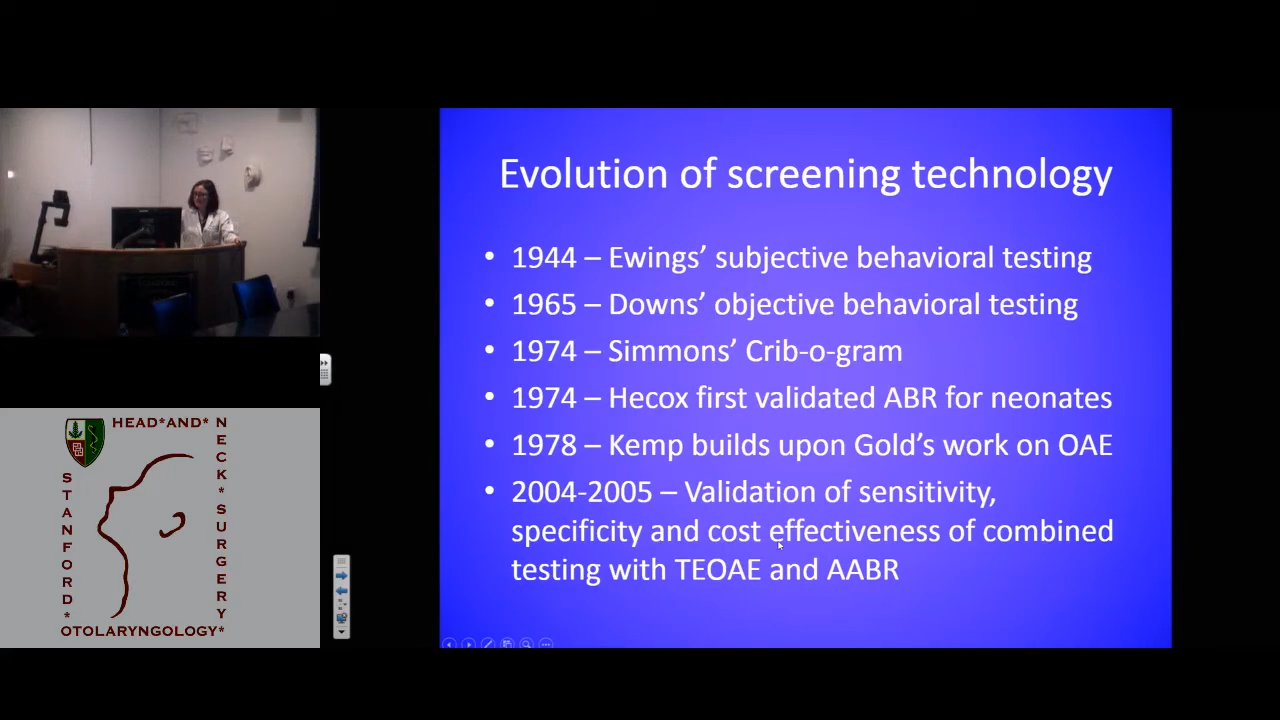 Evolution of screening technology
• 1944 – Ewings’ subjective behavioral testing
• 1965 – Downs’ objective behavioral testing
• 1974 – Simmons’ Crib-o-gram
• 1974 – Hecox first validated ABR for neonates
• 1978 – Kemp builds upon Gold’s work on OAE
• 2004-2005 – Validation of sensitivity,
specificity and cost effectiveness of combined
testing with TEOAE and AABR
STANFORD*
HEAD*AND*
NECK*SURGERY
OTOLARYNGOLOGY*